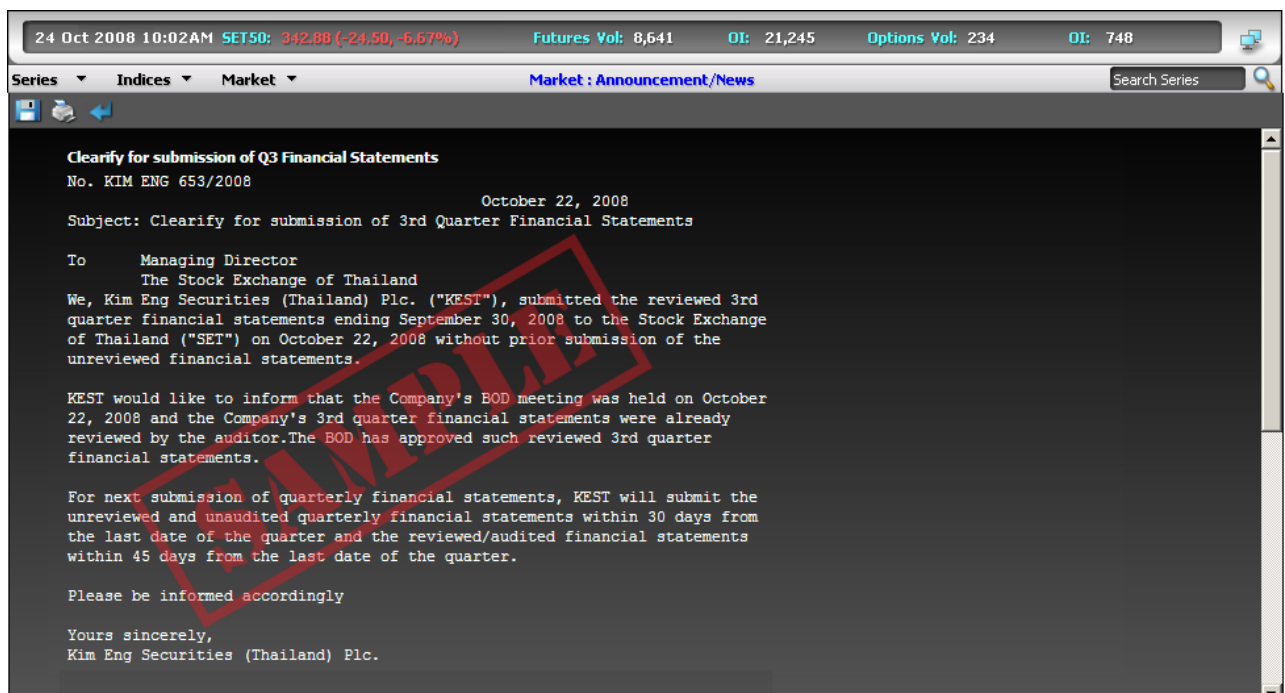 24 Oct 2008 10:02AM SET50: 342.88 (-24.50, -6.67%) Futures Vol: 8,641 OI: 21,245 Options Vol: 234 OI: 748
Series Indices Market Market : Announcement/News Search Series
Clearify for submission of Q3 Financial Statements
No. KIM ENG 653/2008
October 22, 2008
Subject: Clearify for submission of 3rd Quarter Financial Statements
To Managing Director
The Stock Exchange of Thailand
We, Kim Eng Securities (Thailand) Plc. ("KEST"), submitted the reviewed 3rd
quarter financial statements ending September 30, 2008 to the Stock Exchange
of Thailand ("SET") on October 22, 2008 without prior submission of the
unreviewed financial statements.
KEST would like to inform that the Company's BOD meeting was held on October
22, 2008 and the Company's 3rd quarter financial statements were already
reviewed by the auditor.The BOD has approved such reviewed 3rd quarter
financial statements.
For next submission of quarterly financial statements, KEST will submit the
unreviewed and unaudited quarterly financial statements within 30 days from
the last date of the quarter and the reviewed/audited financial statements
within 45 days from the last date of the quarter.
Please be informed accordingly
Yours sincerely,
Kim Eng Securities (Thailand) Plc.
SAMPLE